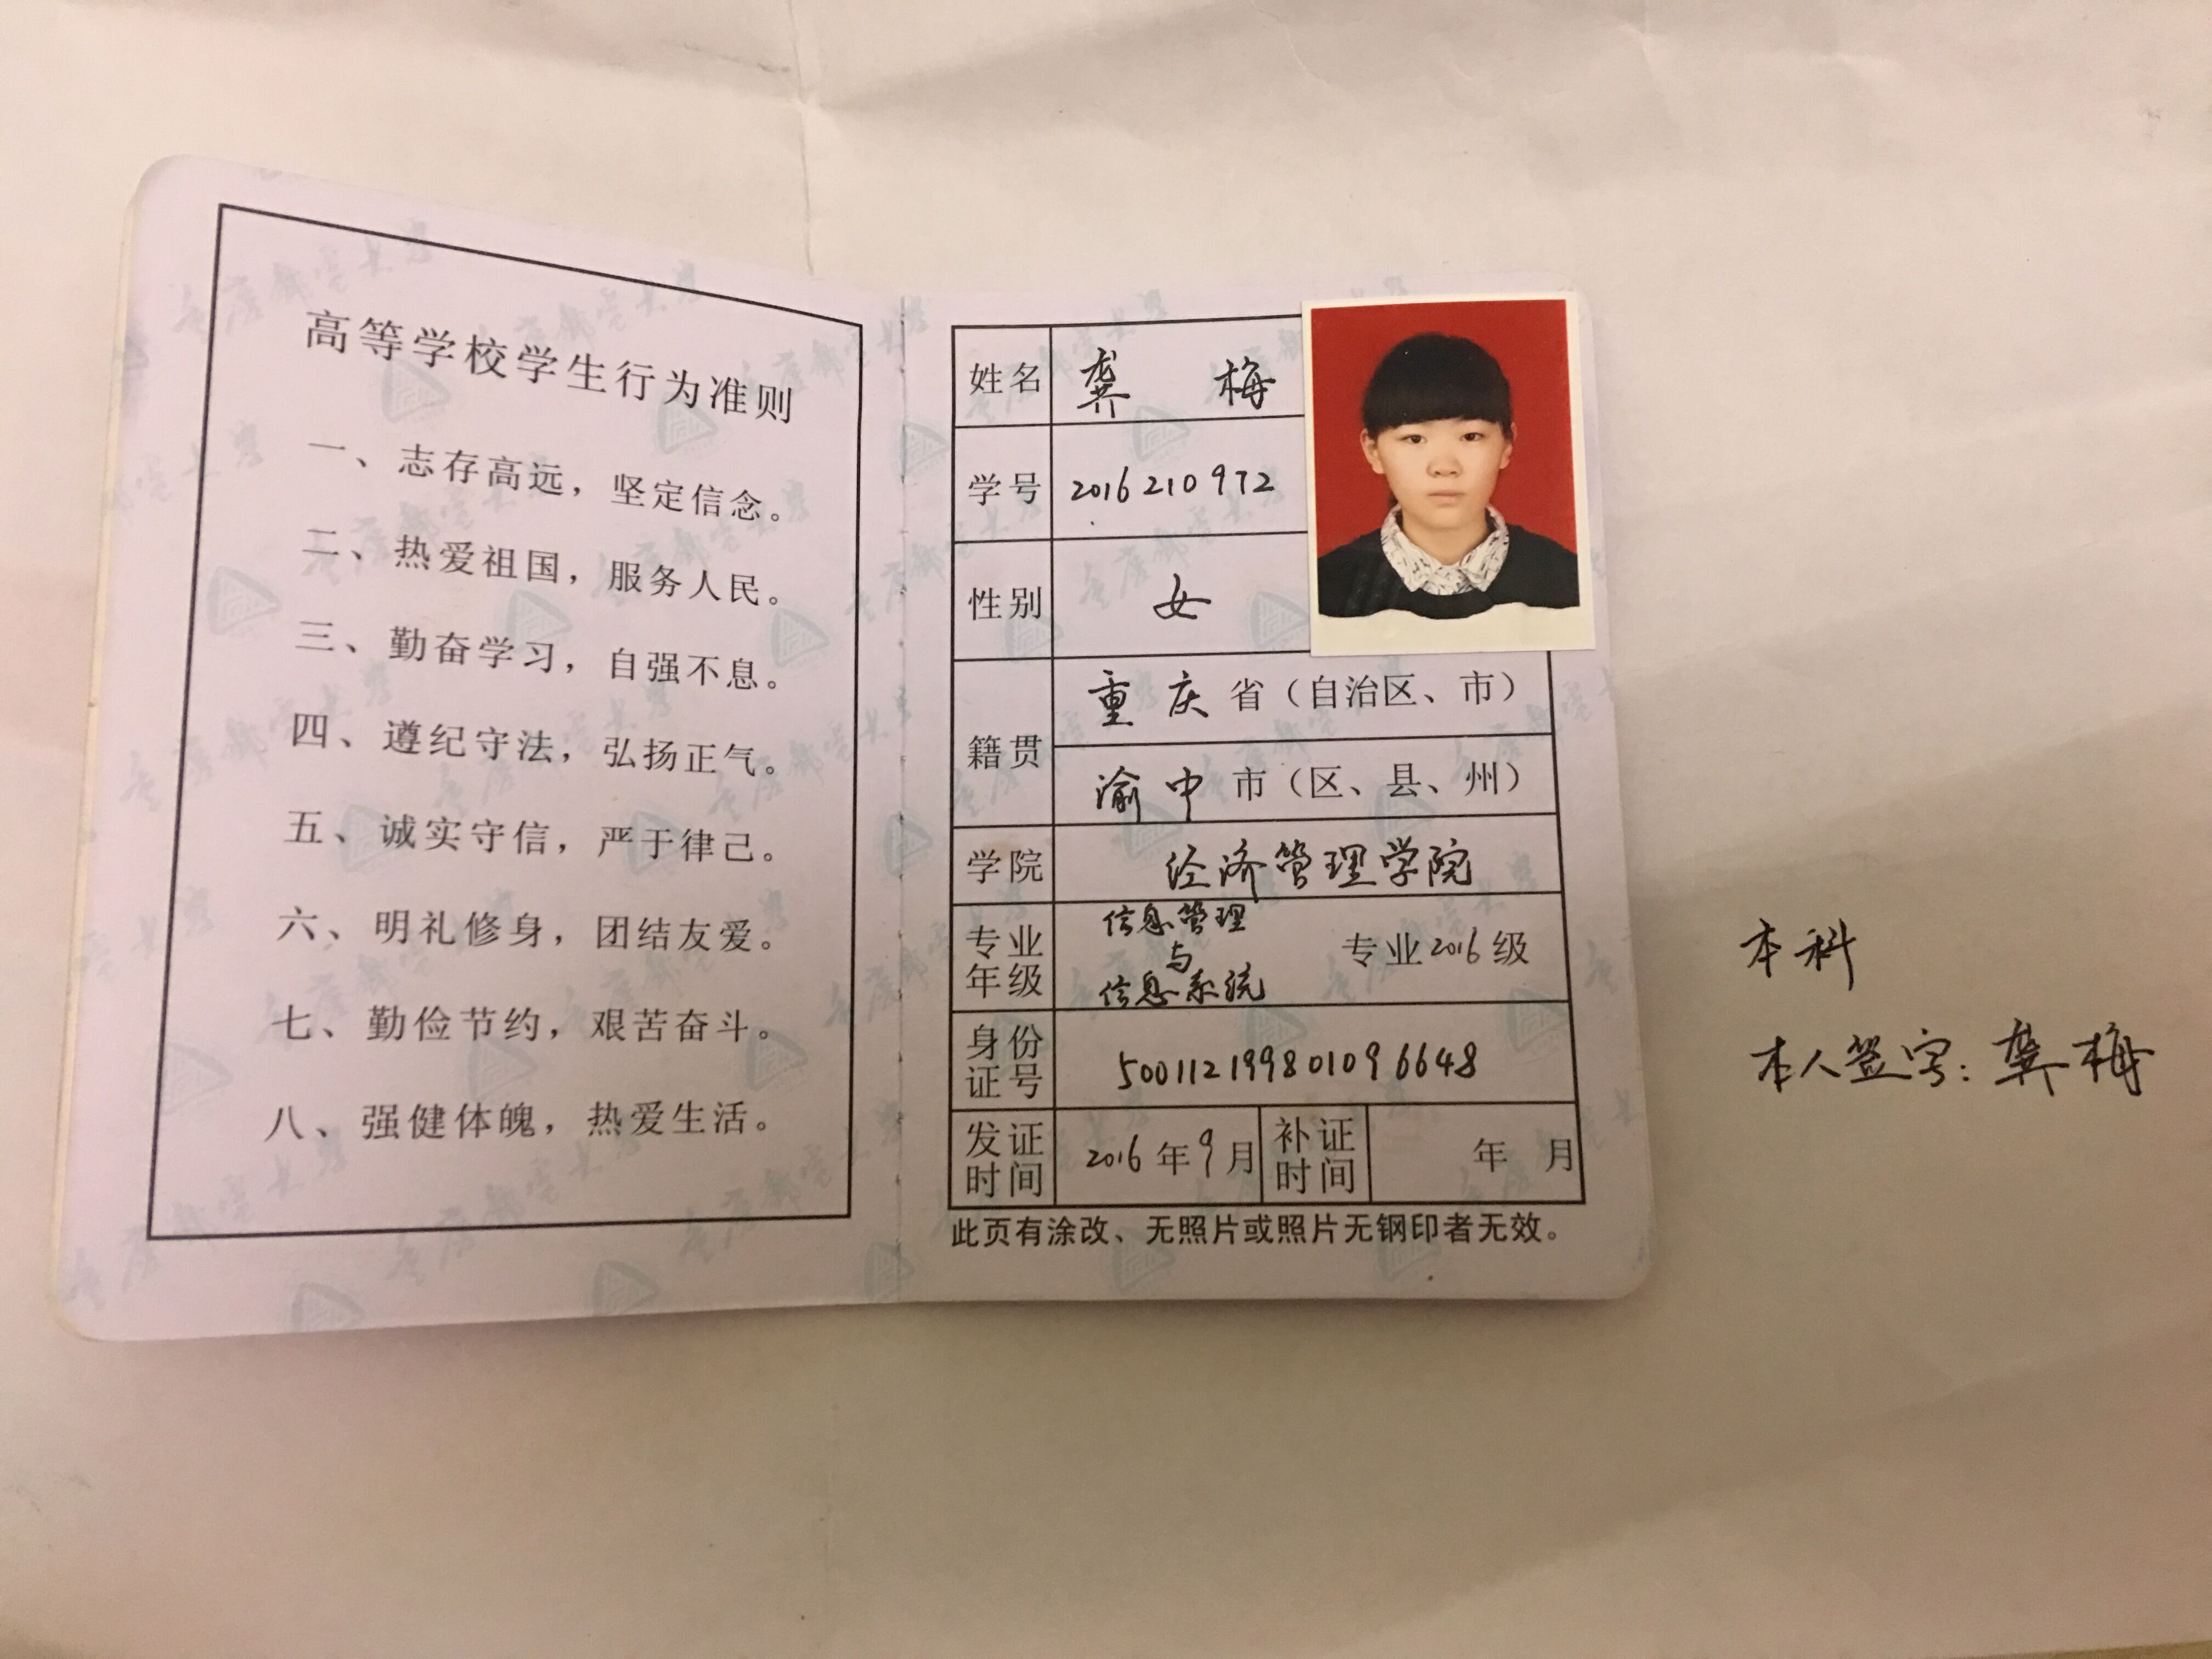 高等学校学生行为准则
一、志存高远，坚定信念。
二、热爱祖国，服务人民。
三、勤奋学习，自强不息。
四、遵纪守法，弘扬正气。
五、诚实守信，严于律己。
六、明礼修身，团结友爱。
七、勤俭节约，艰苦奋斗。
八、强健体魄，热爱生活。
姓名 龚 梅
学号 2016210972
性别 女
籍贯 重庆省（自治区、市）
渝中市（区、县、州）
学院 经济管理学院
专业年级 信息管理与信息系统 专业2016级
身份证号 500112199801096648
发证时间 2016年9月 补证时间 年 月
此页有涂改、无照片或照片无钢印者无效。
本科
本人签字：龚梅